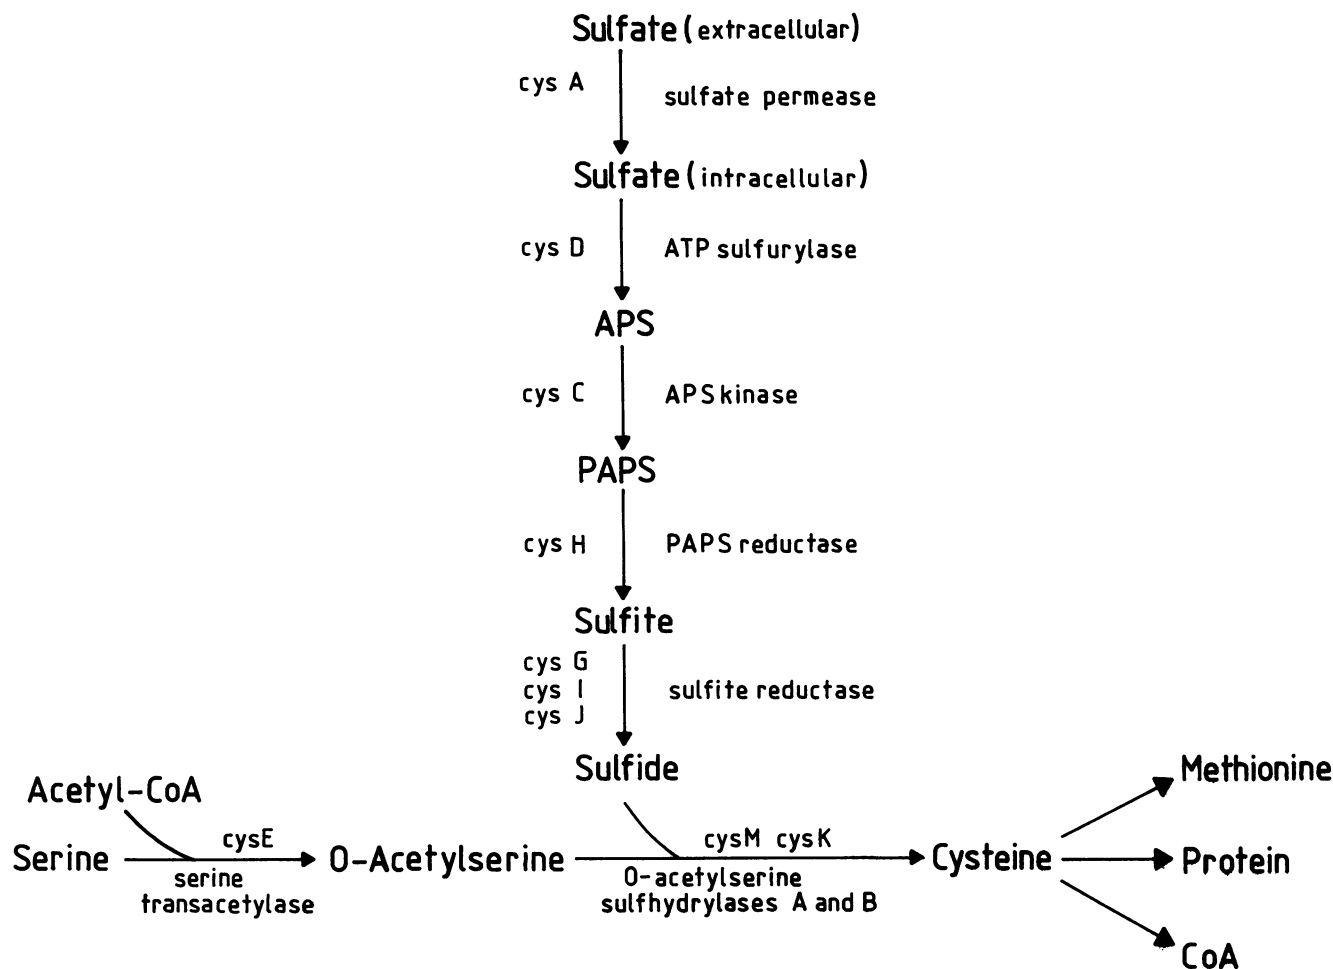 Sulfate (extracellular)
cys A
sulfate permease
Sulfate (intracellular)
cys D
ATP sulfurylase
APS
cys C
APS kinase
PAPS
cys H
PAPS reductase
Sulfite
cys G
cys I
cys J
sulfite reductase
Sulfide
Acetyl-CoA
Serine
cysE
serine
transacetylase
O-Acetylserine
cysM cysK
O-acetylserine
sulfhydrylases A and B
Cysteine
Methionine
Protein
CoA